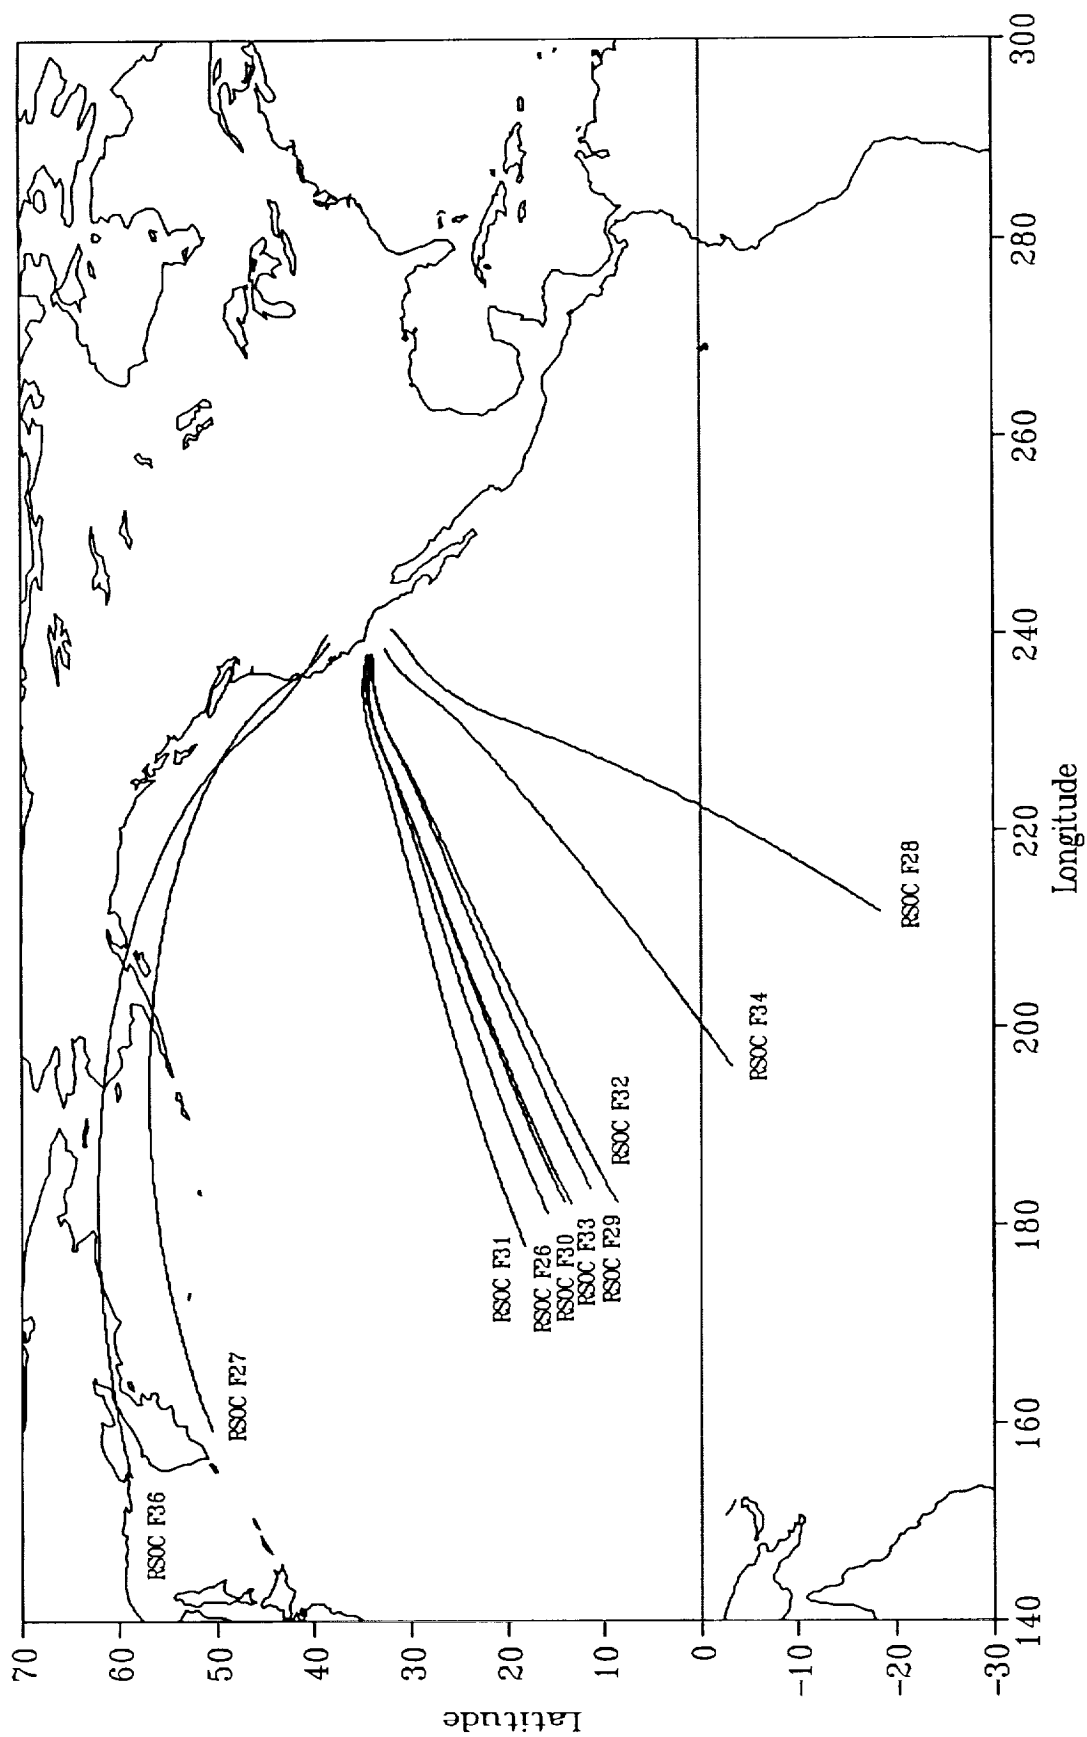 Latitude
70
60
50
40
30
20
10
0
-10
-20
-30
140
160
180
200
220
240
260
280
300
Longitude
RSOC F36
RSOC F27
RSOC F31
RSOC F26
RSOC F30
RSOC F33
RSOC F29
RSOC F32
RSOC F34
RSOC F28